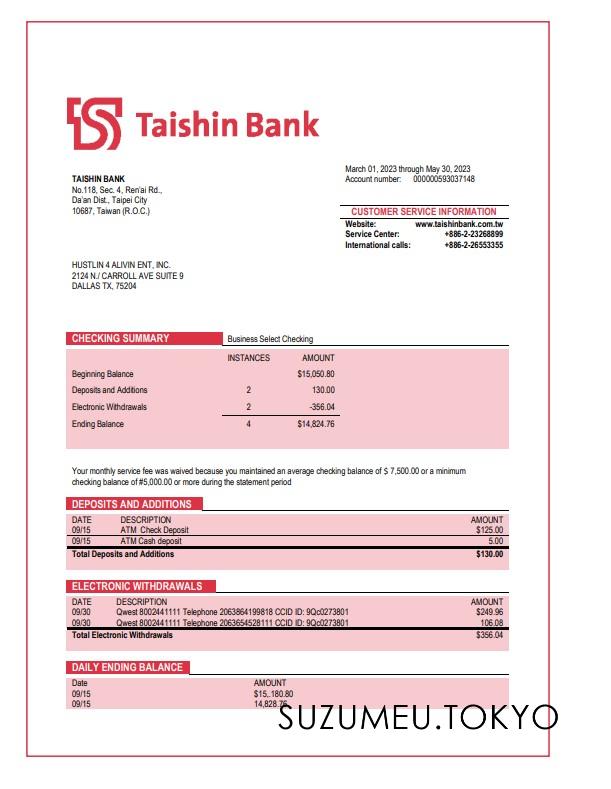 Taishin Bank
March 01, 2023 through May 30, 2023
Account number: 000000593037148
TAISHIN BANK
No.118, Sec. 4, Ren'ai Rd.,
Da'an Dist., Taipei City
10687, Taiwan (R.O.C.)
CUSTOMER SERVICE INFORMATION
Website: www.taishinbank.com.tw
Service Center: +886-2-23268899
International calls: +886-2-26553355
HUSTLIN 4 ALIVIN ENT, INC.
2124 N./ CARROLL AVE SUITE 9
DALLAS TX, 75204
CHECKING SUMMARY Business Select Checking
INSTANCES AMOUNT
Beginning Balance $15,050.80
Deposits and Additions 2 130.00
Electronic Withdrawals 2 -356.04
Ending Balance 4 $14,824.76
Your monthly service fee was waived because you maintained an average checking balance of $ 7,500.00 or a minimum
checking balance of #5,000.00 or more during the statement period
DEPOSITS AND ADDITIONS
DATE DESCRIPTION AMOUNT
09/15 ATM Check Deposit $125.00
09/15 ATM Cash deposit 5.00
Total Deposits and Additions $130.00
ELECTRONIC WITHDRAWALS
DATE DESCRIPTION AMOUNT
09/30 Qwest 8002441111 Telephone 2063864199818 CCID ID: 9Qc0273801 $249.96
09/30 Qwest 8002441111 Telephone 2063654528111 CCID ID: 9Qc0273801 106.08
Total Electronic Withdrawals $356.04
DAILY ENDING BALANCE
Date AMOUNT
09/15 $15,.180.80
09/15 14,828.76
SUZUMEU.TOKYO